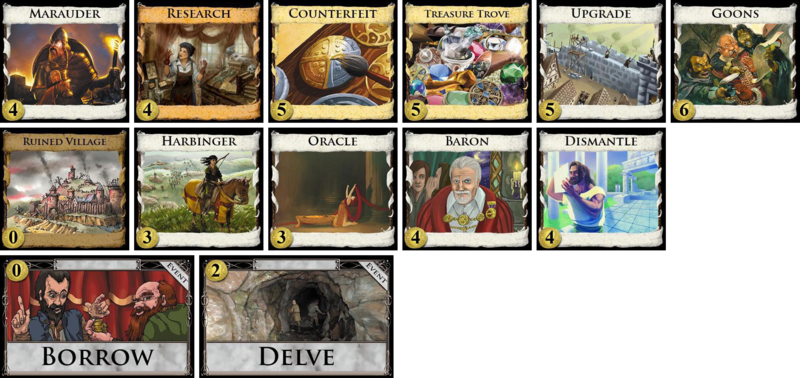 MARAUDER
4
RESEARCH
4
COUNTERFEIT
5
TREASURE TROVE
5
UPGRADE
5
GOONS
6
RUINED VILLAGE
0
HARBINGER
3
ORACLE
3
BARON
4
DISMANTLE
4
0
EVENT
BORROW
2
EVENT
DELVE